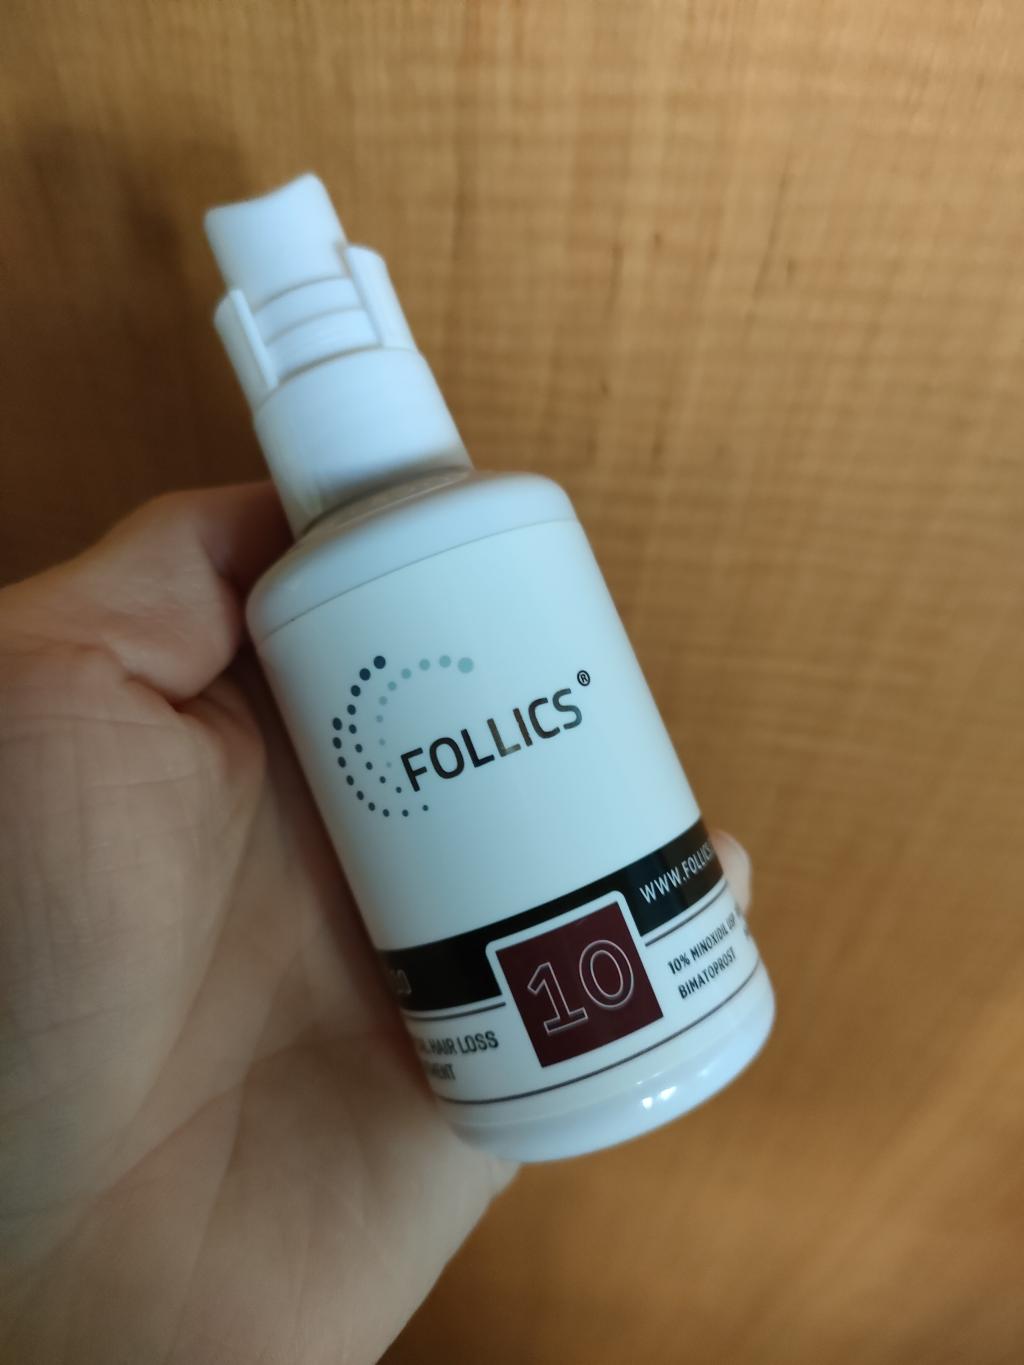 FOLLICS®
WWW.FOLLICS
10
HAIR LOSS
10% MINOXIDIL USP
BIMATOPROST